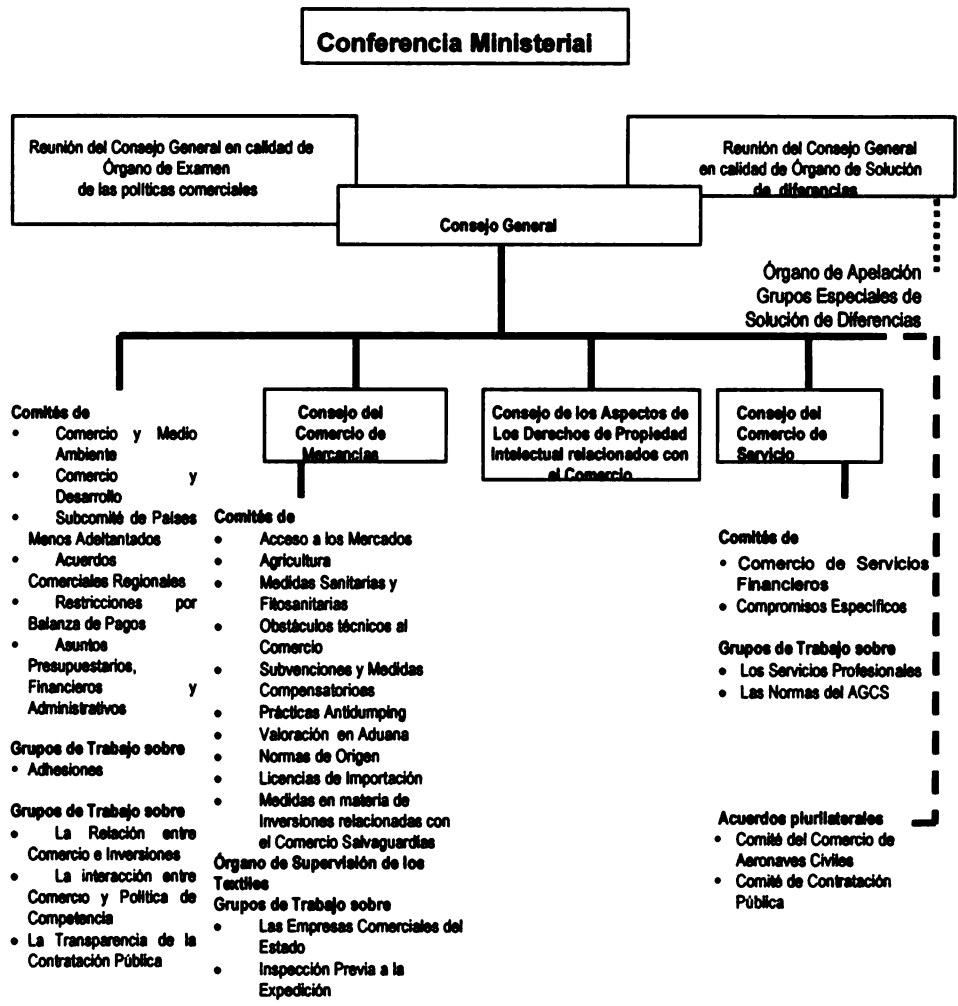 Conferencia Ministerial
Reunión del Consejo General en calidad de
Órgano de Examen
de las políticas comerciales
Reunión del Consejo General
en calidad de Órgano de Solución
de diferencias
Consejo General
Órgano de Apelación
Grupos Especiales de
Solución de Diferencias
Comités de
• Comercio y Medio
Ambiente
• Comercio y
Desarrollo
• Subcomité de Países
Menos Adeltantados
• Acuerdos
Comerciales Regionales
• Restricciones por
Balanza de Pagos
• Asuntos
Presupuestarios,
Financieros y
Administrativos
Grupos de Trabajo sobre
• Adhesiones
Grupos de Trabajo sobre
• La Relación entre
Comercio e Inversiones
• La interacción entre
Comercio y Política de
Competencia
• La Transparencia de la
Contratación Pública
Consejo del
Comercio de
Mercancías
Comités de
• Acceso a los Mercados
• Agricultura
• Medidas Sanitarias y
Fitosanitarias
• Obstáculos técnicos al
Comercio
• Subvenciones y Medidas
Compensatorioas
• Prácticas Antidumping
• Valoración en Aduana
• Normas de Origen
• Licencias de Importación
• Medidas en materia de
Inversiones relacionadas con
el Comercio Salvaguardias
Órgano de Supervisión de los
Textiles
Grupos de Trabajo sobre
• Las Empresas Comerciales del
Estado
• Inspección Previa a la
Expedición
Consejo de los Aspectos de
Los Derechos de Propiedad
Intelectual relacionados con
el Comercio
Consejo del
Comercio de
Servicio
Comités de
• Comercio de Servicios
Financieros
• Compromisos Específicos
Grupos de Trabajo sobre
• Los Servicios Profesionales
• Las Normas del AGCS
Acuerdos plurilaterales
• Comité del Comercio de
Aeronaves Civiles
• Comité de Contratación
Pública